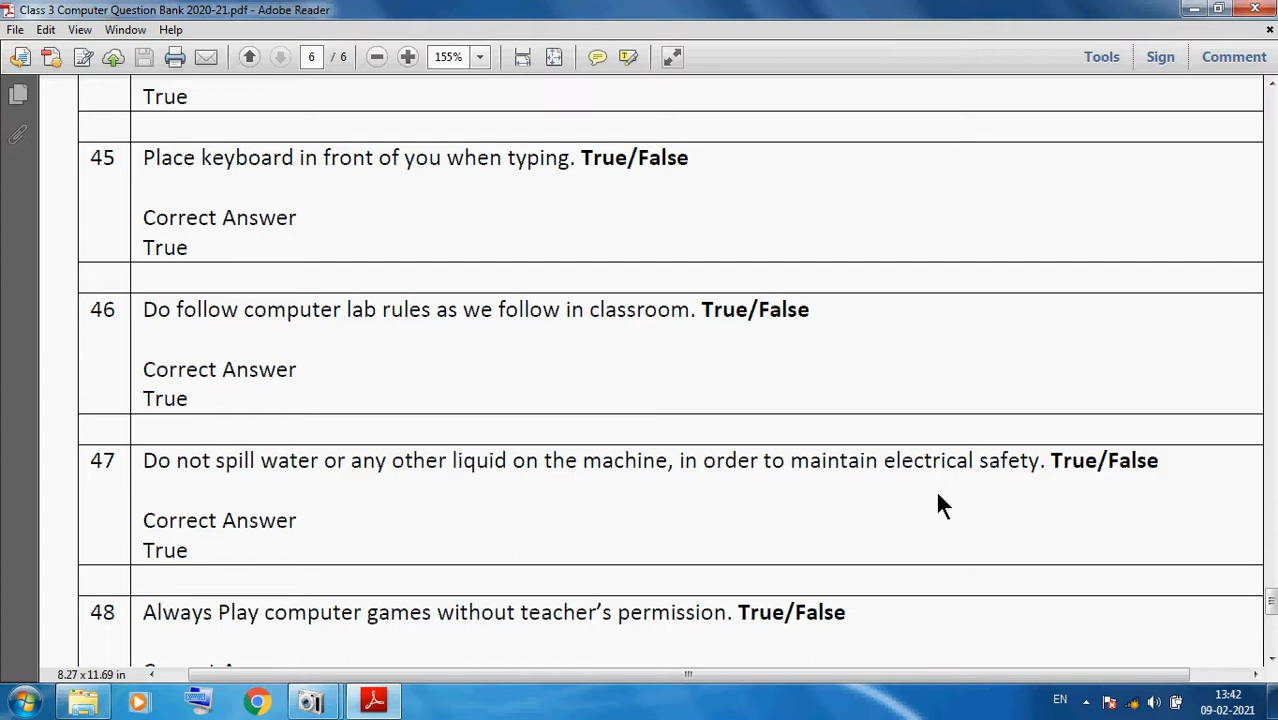 Class 3 Computer Question Bank 2020-21.pdf - Adobe Reader
File Edit View Window Help
6 / 6 155% Tools Sign Comment
True
45 Place keyboard in front of you when typing. True/False
Correct Answer
True
46 Do follow computer lab rules as we follow in classroom. True/False
Correct Answer
True
47 Do not spill water or any other liquid on the machine, in order to maintain electrical safety. True/False
Correct Answer
True
48 Always Play computer games without teacher’s permission. True/False
8.27 x 11.69 in
EN 13:42
09-02-2021